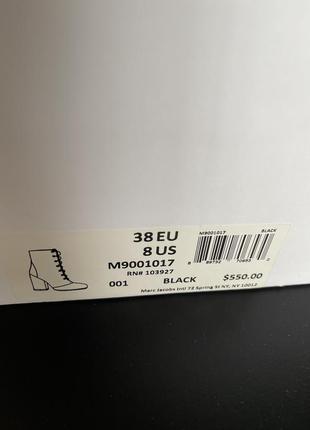 38 EU
8 US
M9001017
RN# 103927
001 BLACK
M9001017 BLACK
$550.00
Marc Jacobs Intl 72 Spring St NY, NY 10012